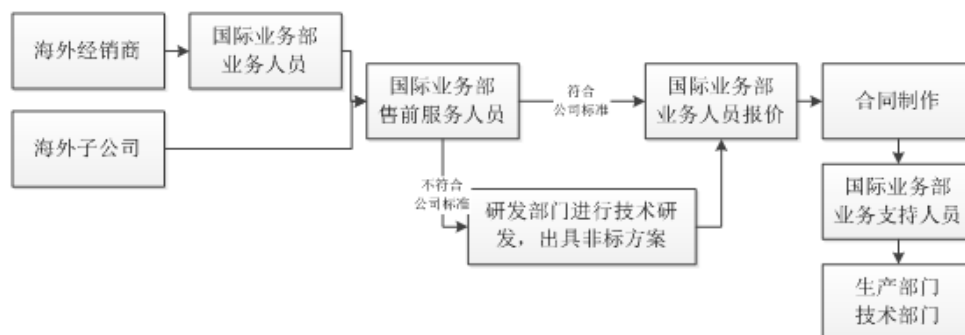 海外经销商
国际业务部
业务人员
海外子公司
国际业务部
售前服务人员
符合
公司标准
国际业务部
业务人员报价
合同制作
不符合
公司标准
研发部门进行技术研
发，出具非标方案
国际业务部
业务支持人员
生产部门
技术部门